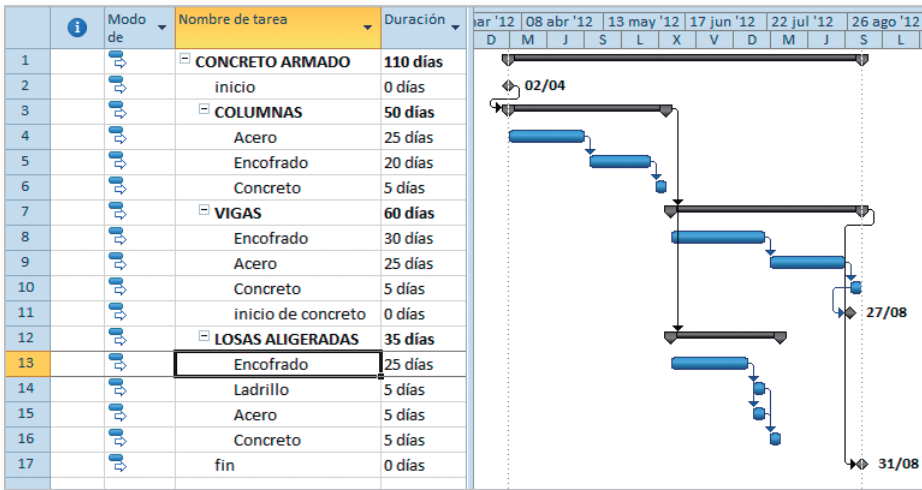 Modo de
Nombre de tarea
Duración
mar '12 08 abr '12 13 may '12 17 jun '12 22 jul '12 26 ago '12
D M J S L X V D M J S L
1 CONCRETO ARMADO 110 días
2 inicio 0 días 02/04
3 COLUMNAS 50 días
4 Acero 25 días
5 Encofrado 20 días
6 Concreto 5 días
7 VIGAS 60 días
8 Encofrado 30 días
9 Acero 25 días
10 Concreto 5 días
11 inicio de concreto 0 días 27/08
12 LOSAS ALIGERADAS 35 días
13 Encofrado 25 días
14 Ladrillo 5 días
15 Acero 5 días
16 Concreto 5 días
17 fin 0 días 31/08